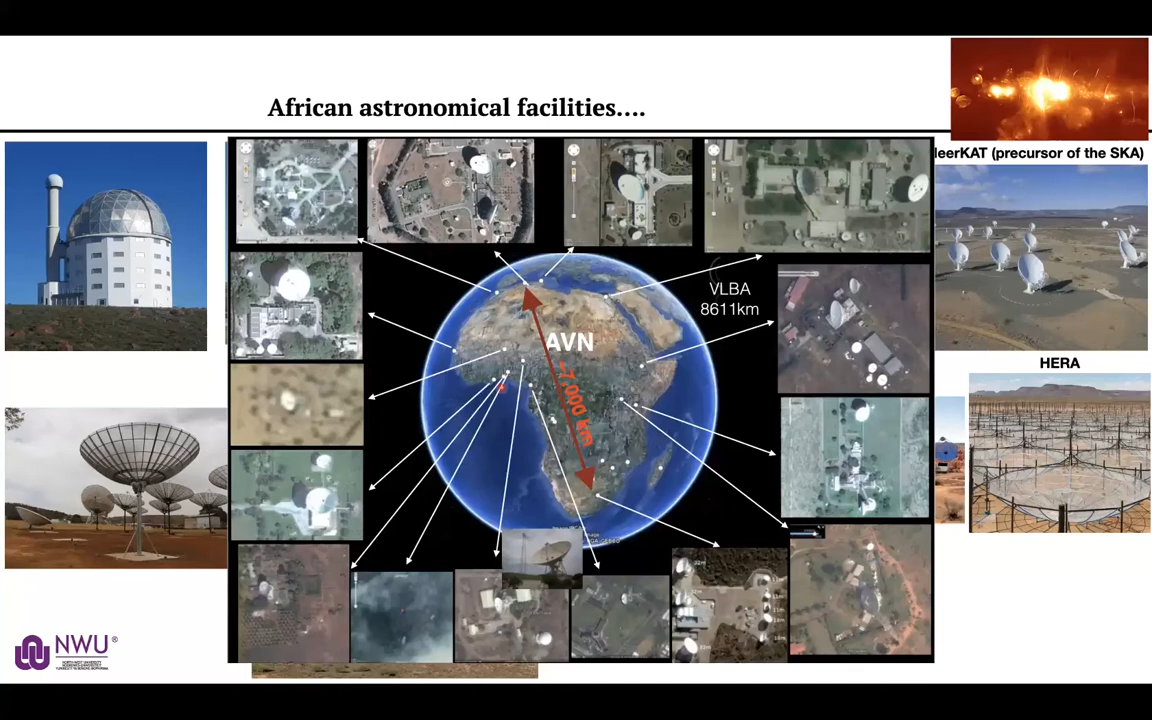 African astronomical facilities....
leerKAT (precursor of the SKA)
VLBA
8611km
AVN
~7,000 km
HERA
NWU®